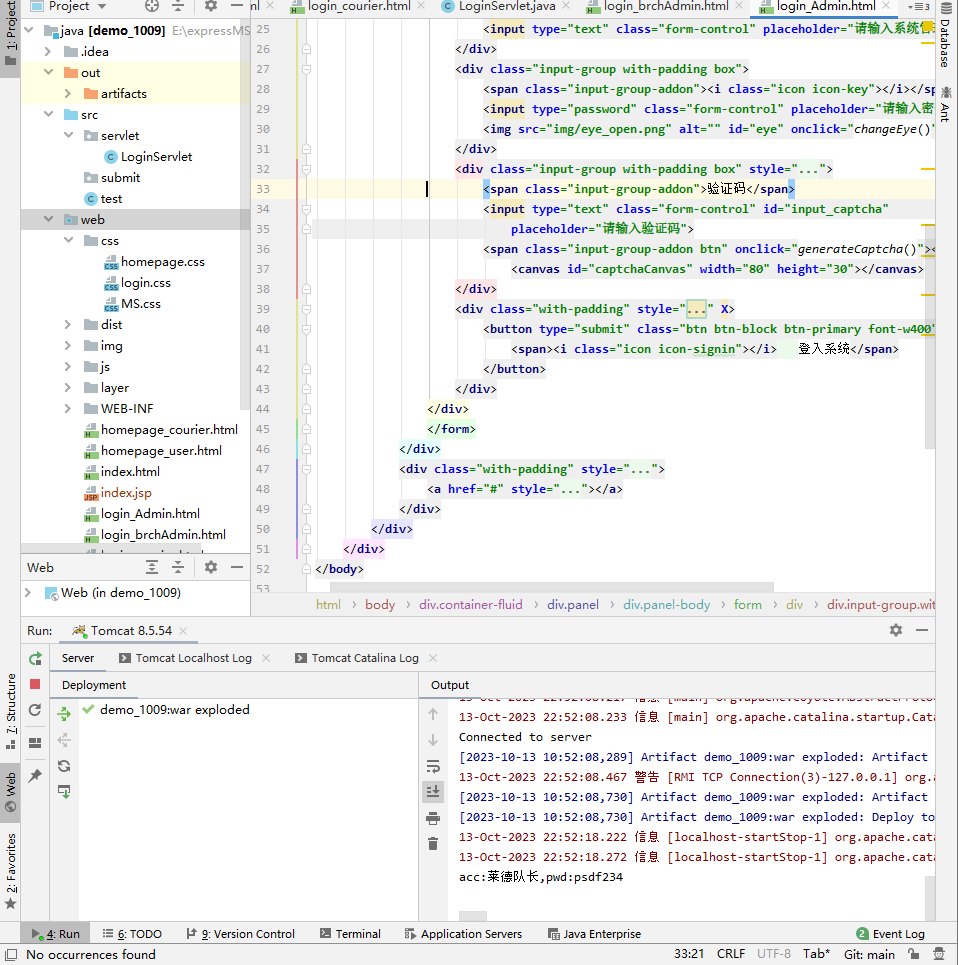 1: Project
Project
login_courier.html
LoginServlet.java
login_brchAdmin.html
login_Admin.html
3
java [demo_1009] E:\expressMS
.idea
out
artifacts
src
servlet
LoginServlet
submit
test
web
css
homepage.css
login.css
MS.css
dist
img
js
layer
WEB-INF
homepage_courier.html
homepage_user.html
index.html
index.jsp
login_Admin.html
login_brchAdmin.html
25 <input type="text" class="form-control" placeholder="请输入系统管
26 </div>
27 <div class="input-group with-padding box">
28 <span class="input-group-addon"><i class="icon icon-key"></i></sp
29 <input type="password" class="form-control" placeholder="请输入密
30 <img src="img/eye_open.png" alt="" id="eye" onclick="changeEye()"
31 </div>
32 <div class="input-group with-padding box" style="...">
33 <span class="input-group-addon">验证码</span>
34 <input type="text" class="form-control" id="input_captcha"
35 placeholder="请输入验证码">
36 <span class="input-group-addon btn" onclick="generateCaptcha()"><
37 <canvas id="captchaCanvas" width="80" height="30"></canvas>
38 </div>
39 <div class="with-padding" style="..." X>
40 <button type="submit" class="btn btn-block btn-primary font-w400"
41 <span><i class="icon icon-signin"></i> 登入系统</span>
42 </button>
43 </div>
44 </div>
45 </form>
46 </div>
47 <div class="with-padding" style="...">
48 <a href="#" style="..."></a>
49 </div>
50 </div>
51 </div>
52 </body>
53
html › body › div.container-fluid › div.panel › div.panel-body › form › div › div.input-group.wit
Database
Ant
Web
Web (in demo_1009)
Run: Tomcat 8.5.54
Server Tomcat Localhost Log Tomcat Catalina Log
Deployment
demo_1009:war exploded
Output
13-Oct-2023 22:52:08.233 信息 [main] org.apache.catalina.startup.Cata
Connected to server
[2023-10-13 10:52:08,289] Artifact demo_1009:war exploded: Artifact
13-Oct-2023 22:52:08.467 警告 [RMI TCP Connection(3)-127.0.0.1] org.a
[2023-10-13 10:52:08,730] Artifact demo_1009:war exploded: Artifact
[2023-10-13 10:52:08,730] Artifact demo_1009:war exploded: Deploy to
13-Oct-2023 22:52:18.222 信息 [localhost-startStop-1] org.apache.cata
13-Oct-2023 22:52:18.272 信息 [localhost-startStop-1] org.apache.cata
acc:莱德队长,pwd:psdf234
Z: Structure
Web
2: Favorites
4: Run 6: TODO 9: Version Control Terminal Application Servers Java Enterprise 2 Event Log
No occurrences found 33:21 CRLF UTF-8 Tab* Git: main